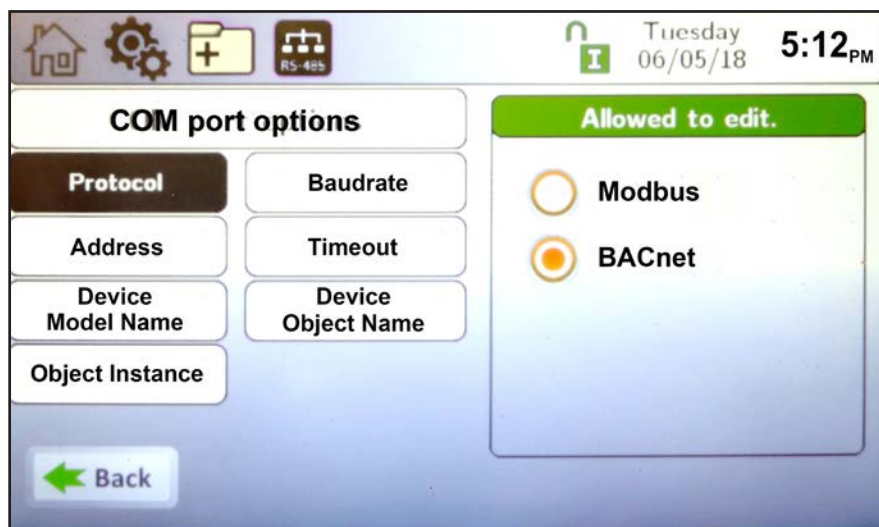 RS-485
I
Tuesday
06/05/18
5:12PM
COM port options
Allowed to edit.
Protocol
Baudrate
Modbus
Address
Timeout
BACnet
Device
Model Name
Device
Object Name
Object Instance
Back